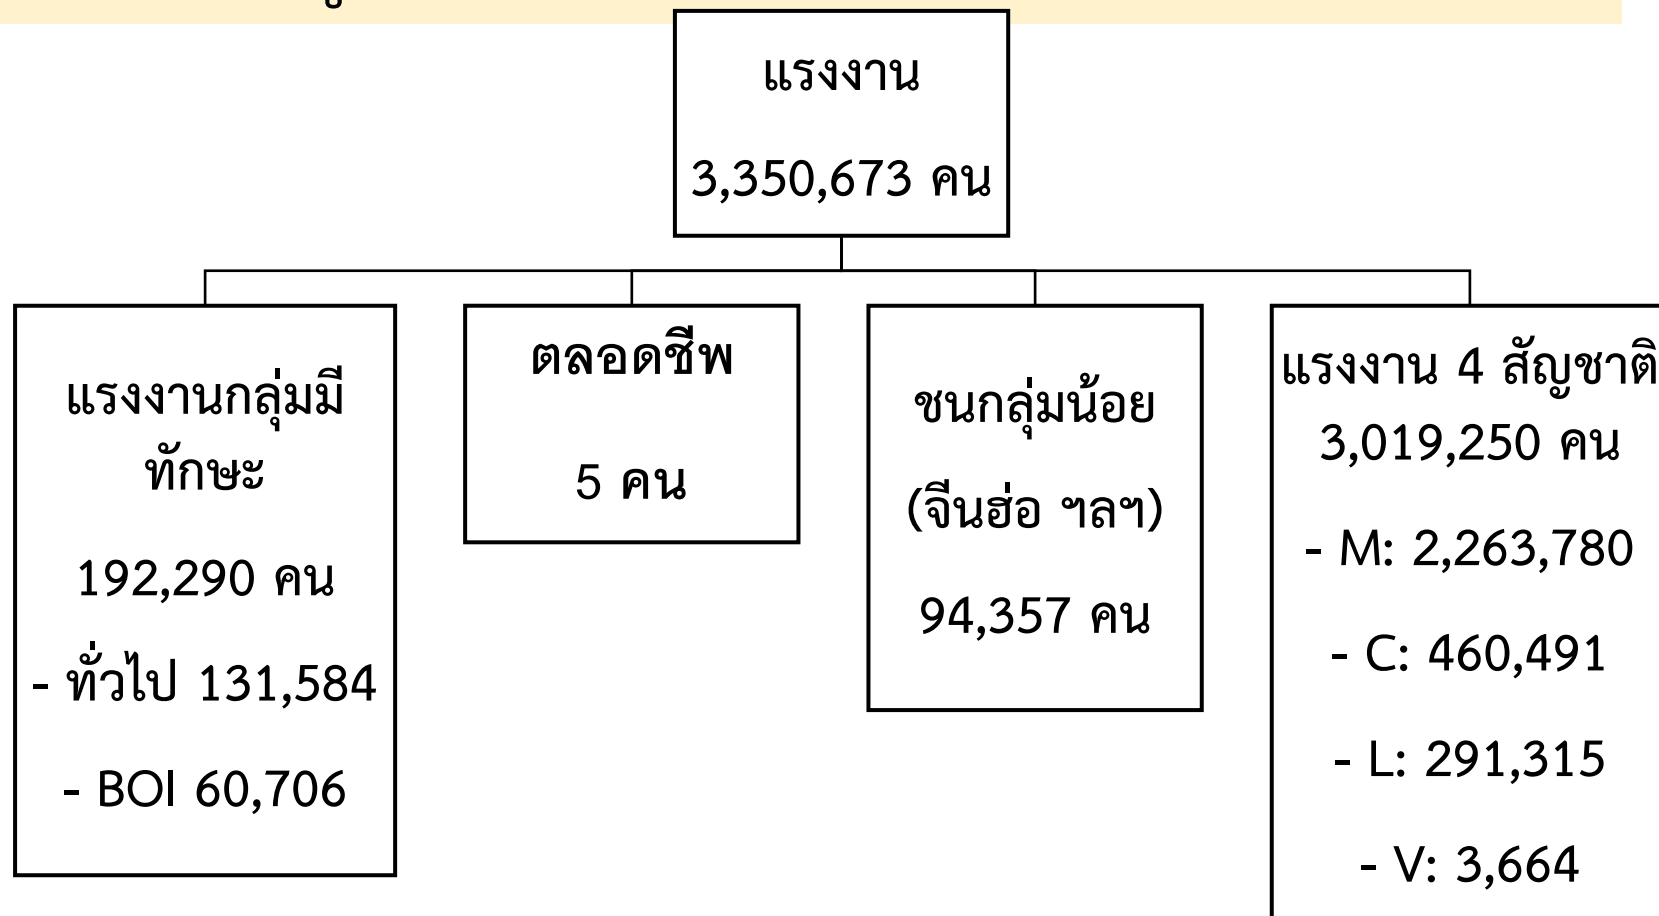 แรงงาน
3,350,673 คน
แรงงานกลุ่มมี
ทักษะ
192,290 คน
- ทั่วไป 131,584
- BOI 60,706
ตลอดชีพ
5 คน
ชนกลุ่มน้อย
(จีนฮ่อ ฯลฯ)
94,357 คน
แรงงาน 4 สัญชาติ
3,019,250 คน
- M: 2,263,780
- C: 460,491
- L: 291,315
- V: 3,664